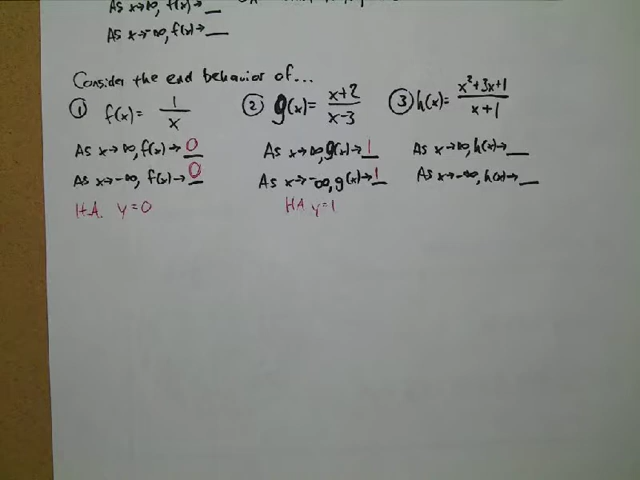 As x→∞, f(x)→__
As x→-∞, f(x)→__
Consider the end behavior of...
① f(x)= 1/x
② g(x)= x+2/x-3
③ h(x)= x²+3x+1/x+1
As x→∞, f(x)→ 0
As x→∞, g(x)→ 1
As x→∞, h(x)→__
As x→-∞, f(x)→ 0
As x→-∞, g(x)→ 1
As x→-∞, h(x)→__
H.A. y=0
HA y=1